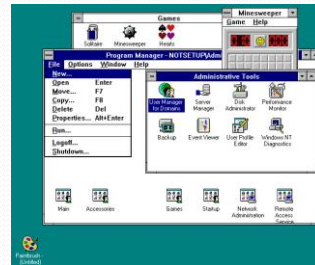 Games
Minesweeper
Game Help
Solitaire Minesweeper Hearts
Program Manager - NOTSETUP\Admi
File Options Window Help
New...
Open Enter
Move... F7
Copy... F8
Delete Del
Properties... Alt+Enter
Run...
Logoff...
Shutdown...
Administrative Tools
User Manager for Domains
Server Manager
Disk Administrator
Performance Monitor
Backup
Event Viewer
User Profile Editor
Windows NT Diagnostics
Main
Accessories
Games
Startup
Network Administration
Remote Access Service
Paintbrush -
(Untitled)